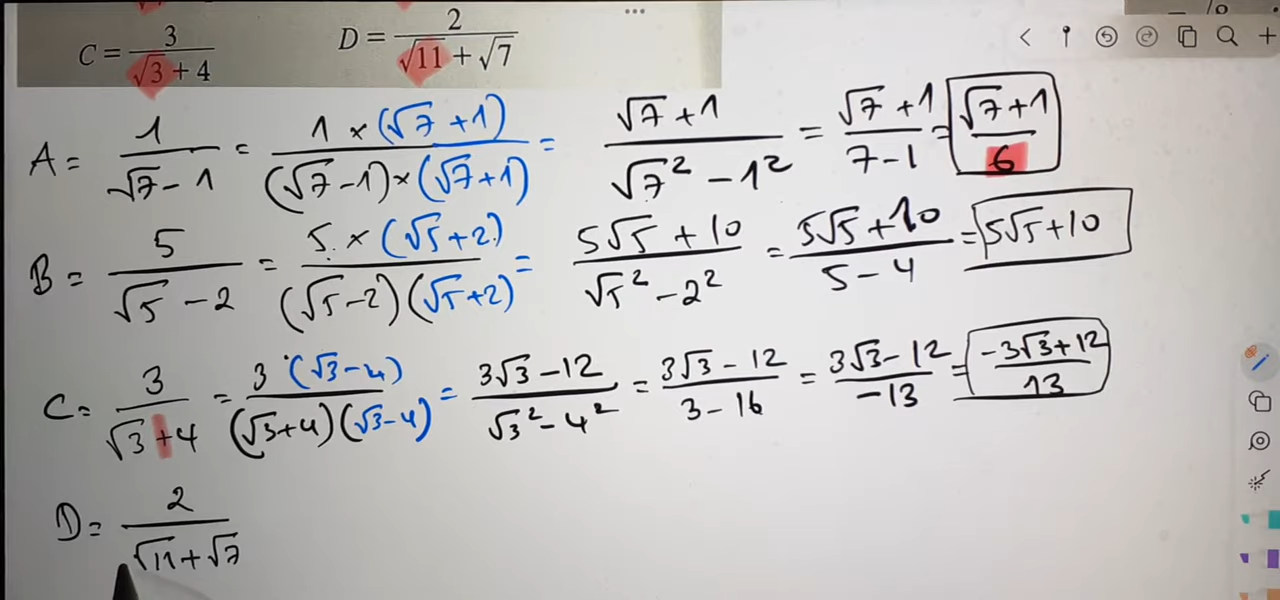 C = 3/(√3 + 4) D = 2/(√11 + √7)
A = 1/(√7 - 1) = 1 × (√7 + 1)/((√7 - 1) × (√7 + 1)) = (√7 + 1)/(√7² - 1²) = (√7 + 1)/(7 - 1) = (√7 + 1)/6
B = 5/(√5 - 2) = 5 × (√5 + 2)/((√5 - 2)(√5 + 2)) = (5√5 + 10)/(√5² - 2²) = (5√5 + 10)/(5 - 4) = 5√5 + 10
C = 3/(√3 + 4) = 3 (√3 - 4)/((√3 + 4)(√3 - 4)) = (3√3 - 12)/(√3² - 4²) = (3√3 - 12)/(3 - 16) = (3√3 - 12)/(-13) = (-3√3 + 12)/13
D = 2/(√11 + √7)